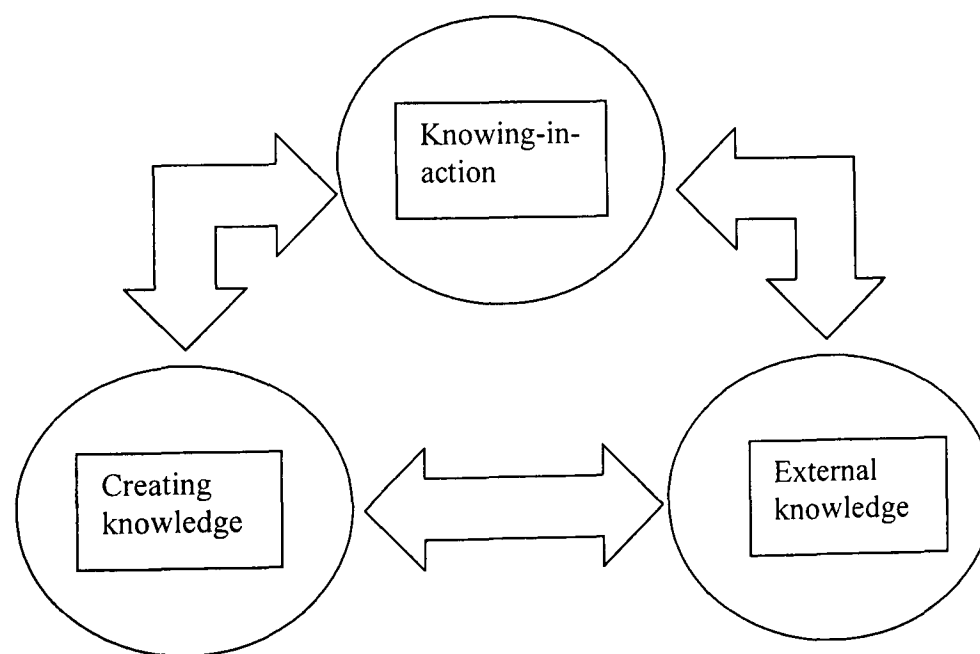 Knowing-in-
action
Creating
knowledge
External
knowledge